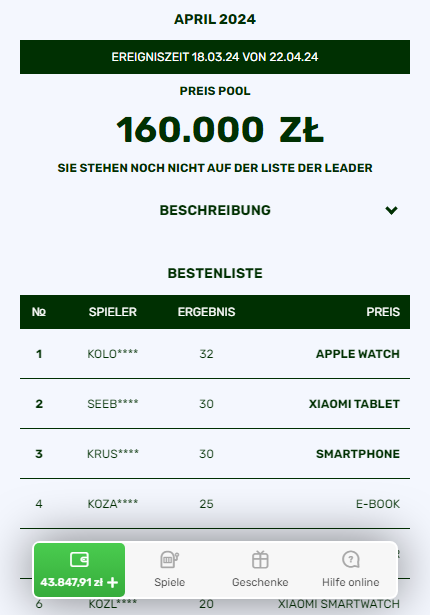 APRIL 2024
EREIGNISZEIT 18.03.24 VON 22.04.24
PREIS POOL
160.000 ZŁ
SIE STEHEN NOCH NICHT AUF DER LISTE DER LEADER
BESCHREIBUNG
BESTENLISTE
№ SPIELER ERGEBNIS PREIS
1 KOLO**** 32 APPLE WATCH
2 SEEB**** 30 XIAOMI TABLET
3 KRUS**** 30 SMARTPHONE
4 KOZA**** 25 E-BOOK
43.847,91 zł + Spiele Geschenke Hilfe online
6 KOZL**** 20 XIAOMI SMARTWATCH